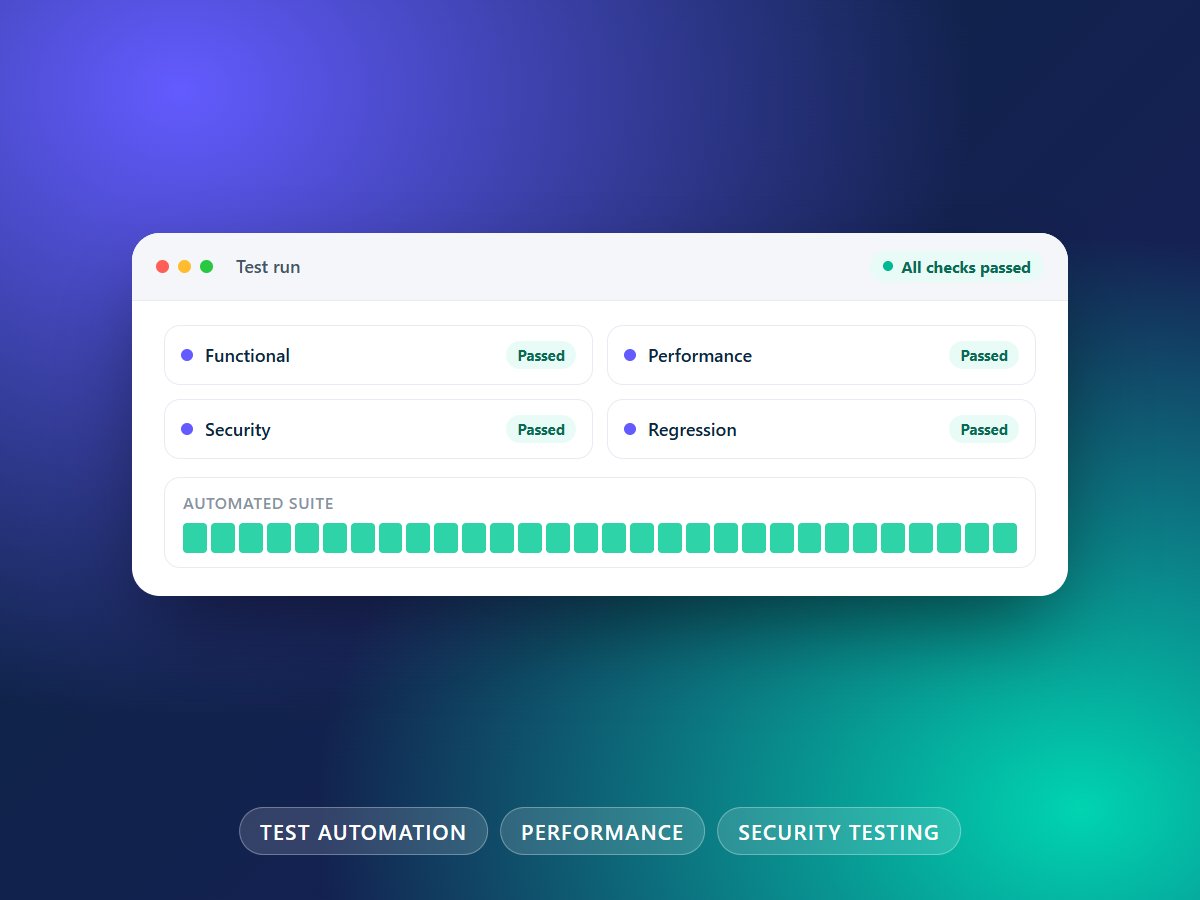 Test run
All checks passed
Functional
Passed
Performance
Passed
Security
Passed
Regression
Passed
AUTOMATED SUITE
TEST AUTOMATION
PERFORMANCE
SECURITY TESTING